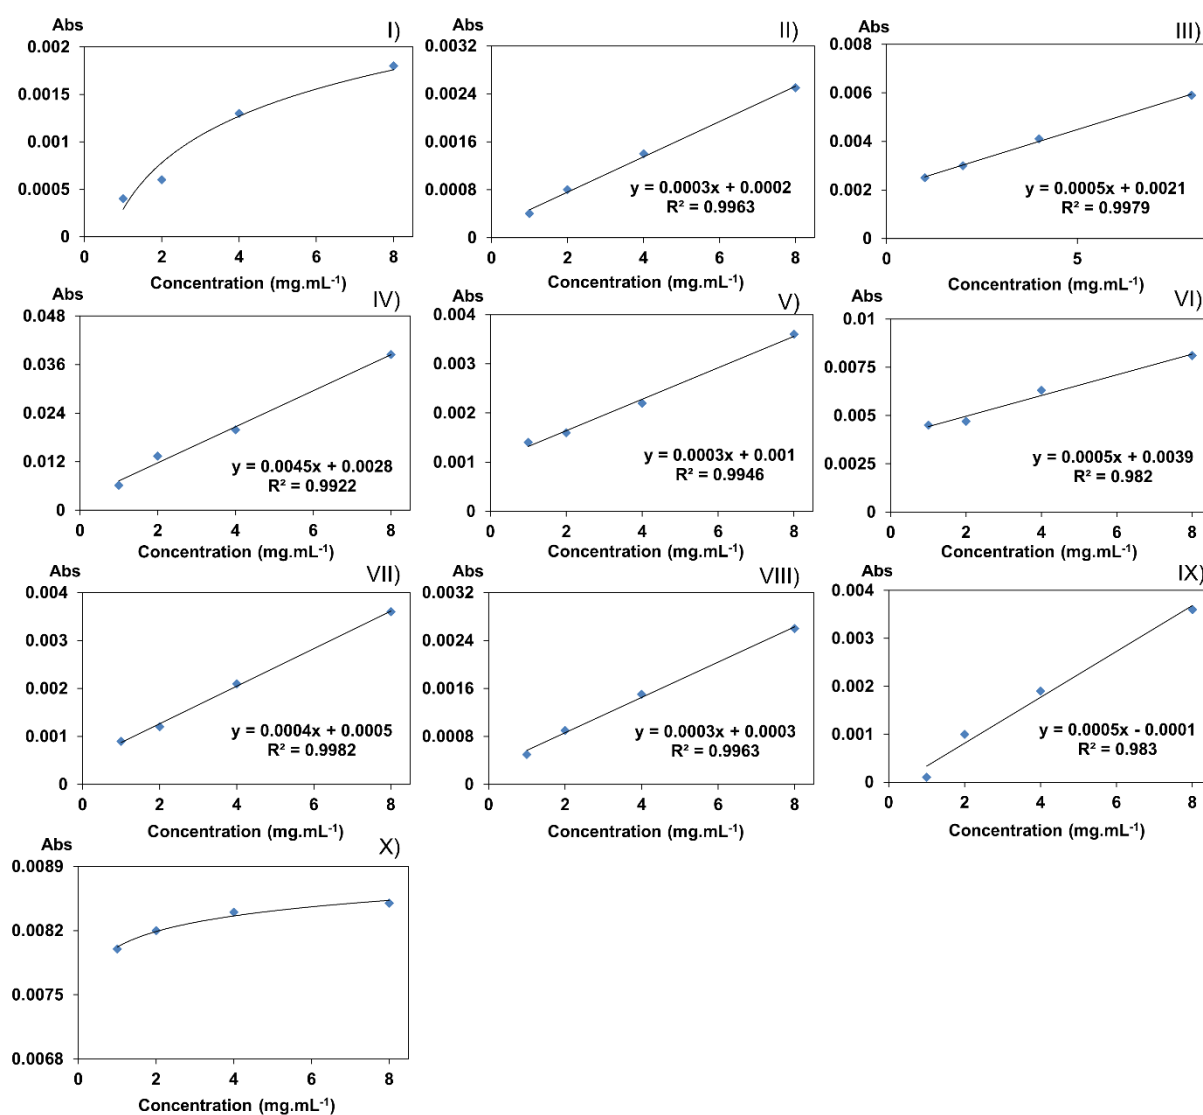 Abs
I)
0.002
0.0015
0.001
0.0005
0
0 2 4 6 8
Concentration (mg.mL⁻¹)
Abs
II)
0.0032
0.0024
0.0016
0.0008
0
y = 0.0003x + 0.0002
R² = 0.9963
0 2 4 6 8
Concentration (mg.mL⁻¹)
Abs
III)
0.008
0.006
0.004
0.002
0
y = 0.0005x + 0.0021
R² = 0.9979
5
Concentration (mg.mL⁻¹)
Abs
IV)
0.048
0.036
0.024
0.012
0
y = 0.0045x + 0.0028
R² = 0.9922
0 2 4 6 8
Concentration (mg.mL⁻¹)
Abs
V)
0.004
0.003
0.002
0.001
0
y = 0.0003x + 0.001
R² = 0.9946
0 2 4 6 8
Concentration (mg.mL⁻¹)
Abs
VI)
0.01
0.0075
0.005
0.0025
0
y = 0.0005x + 0.0039
R² = 0.982
0 2 4 6 8
Concentration (mg.mL⁻¹)
Abs
VII)
0.004
0.003
0.002
0.001
0
y = 0.0004x + 0.0005
R² = 0.9982
0 2 4 6 8
Concentration (mg.mL⁻¹)
Abs
VIII)
0.0032
0.0024
0.0016
0.0008
0
y = 0.0003x + 0.0003
R² = 0.9963
0 2 4 6 8
Concentration (mg.mL⁻¹)
Abs
IX)
0.004
0.003
0.002
0.001
0
y = 0.0005x - 0.0001
R² = 0.983
0 2 4 6 8
Concentration (mg.mL⁻¹)
Abs
X)
0.0089
0.0082
0.0075
0.0068
0 2 4 6 8
Concentration (mg.mL⁻¹)